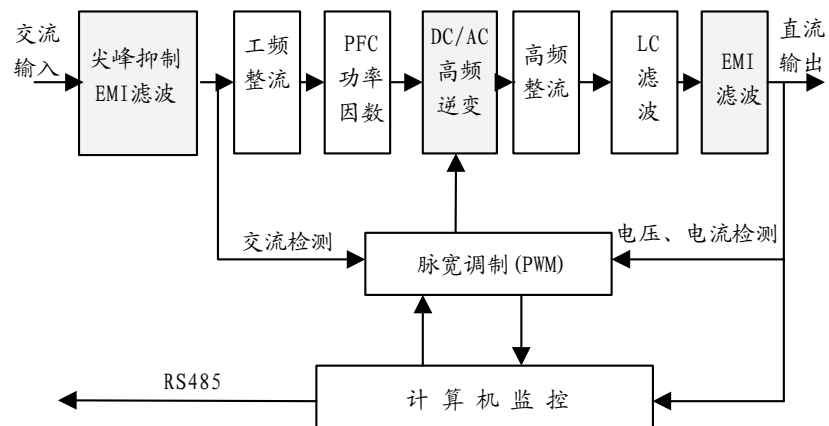 交流
输入
尖峰抑制
EMI滤波
工频
整流
PFC
功率
因数
DC/AC
高频
逆变
高频
整流
LC
滤
波
EMI
滤波
直流
输出
交流检测
脉宽调制(PWM)
电压、电流检测
RS485
计算机监控